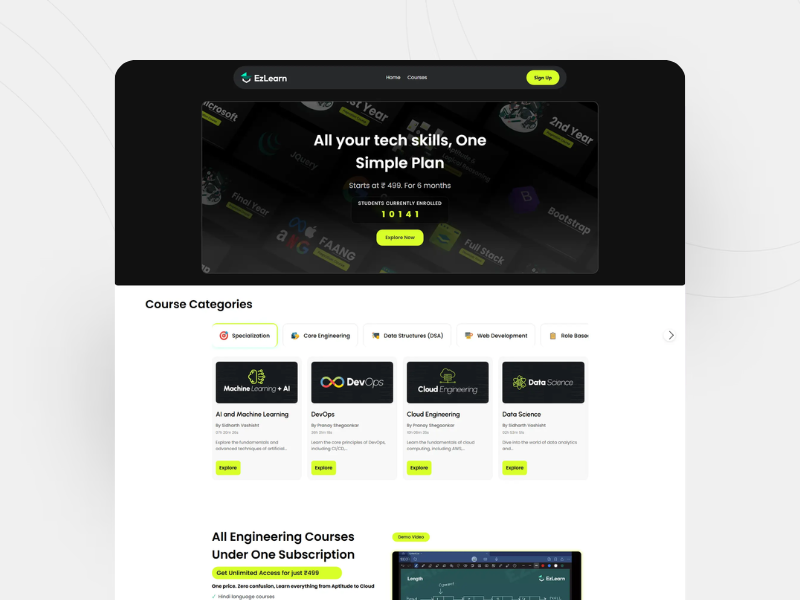 EzLearn
Home
Courses
Sign Up
icrosoft
1st Year
2nd Year
JQuery
Final Year
Bootstrap
FAANG
Full Stack
All your tech skills, One
Simple Plan
Starts at ₹ 499. For 6 months
STUDENTS CURRENTLY ENROLLED
10141
Explore Now
Course Categories
Specialization
Core Engineering
Data Structures (DSA)
Web Development
Role Based
Machine Learning + AI
DevOps
Cloud Engineering
Data Science
AI and Machine Learning
By Sidharth Vashisht
Explore the fundamentals and
advanced techniques of artificial...
Explore
DevOps
By Pranay Bhegaonkar
Learn the core principles of DevOps,
including CI/CD,...
Explore
Cloud Engineering
By Pranay Bhegaonkar
Learn the fundamentals of cloud
computing, including AWS,...
Explore
Data Science
By Sidharth Vashisht
Dive into the world of data analytics
and...
Explore
All Engineering Courses
Under One Subscription
Get Unlimited Access for just ₹499
One price. Zero confusion, Learn everything from Aptitude to Cloud
✓ Hindi language courses
Demo Video
Length
EzLearn